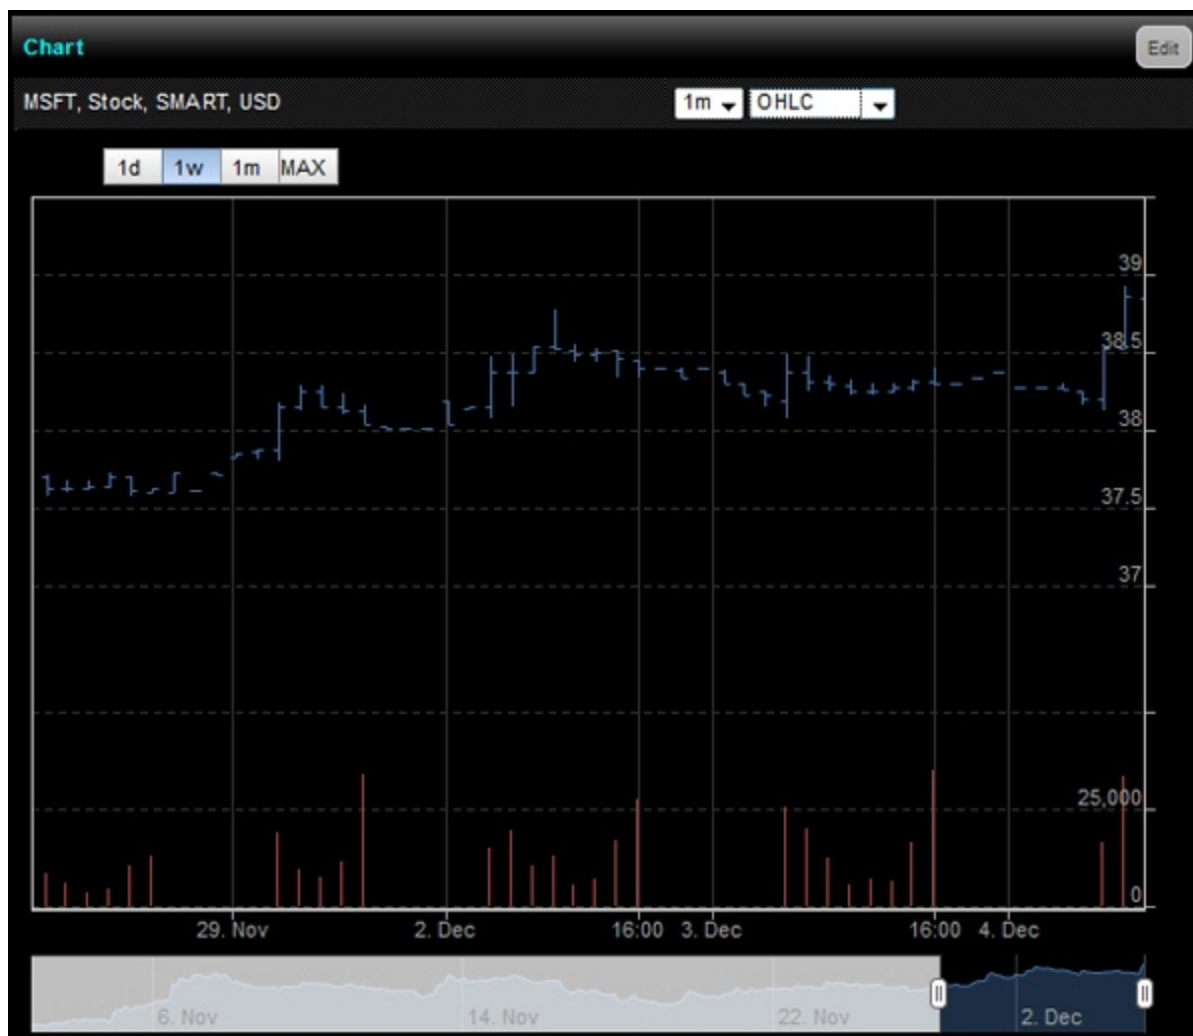 Chart
Edit
MSFT, Stock, SMART, USD
1m
OHLC
1d
1w
1m
MAX
39
38.5
38
37.5
37
25,000
0
29. Nov
2. Dec
16:00
3. Dec
16:00
4. Dec
6. Nov
14. Nov
22. Nov
2. Dec